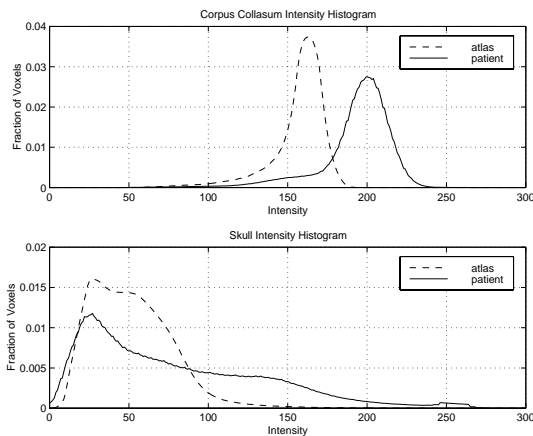 Corpus Collasum Intensity Histogram
0.04
0.03
0.02
0.01
0
Fraction of Voxels
atlas
patient
0 50 100 150 200 250 300
Intensity
Skull Intensity Histogram
0.02
0.015
0.01
0.005
0
Fraction of Voxels
atlas
patient
0 50 100 150 200 250 300
Intensity